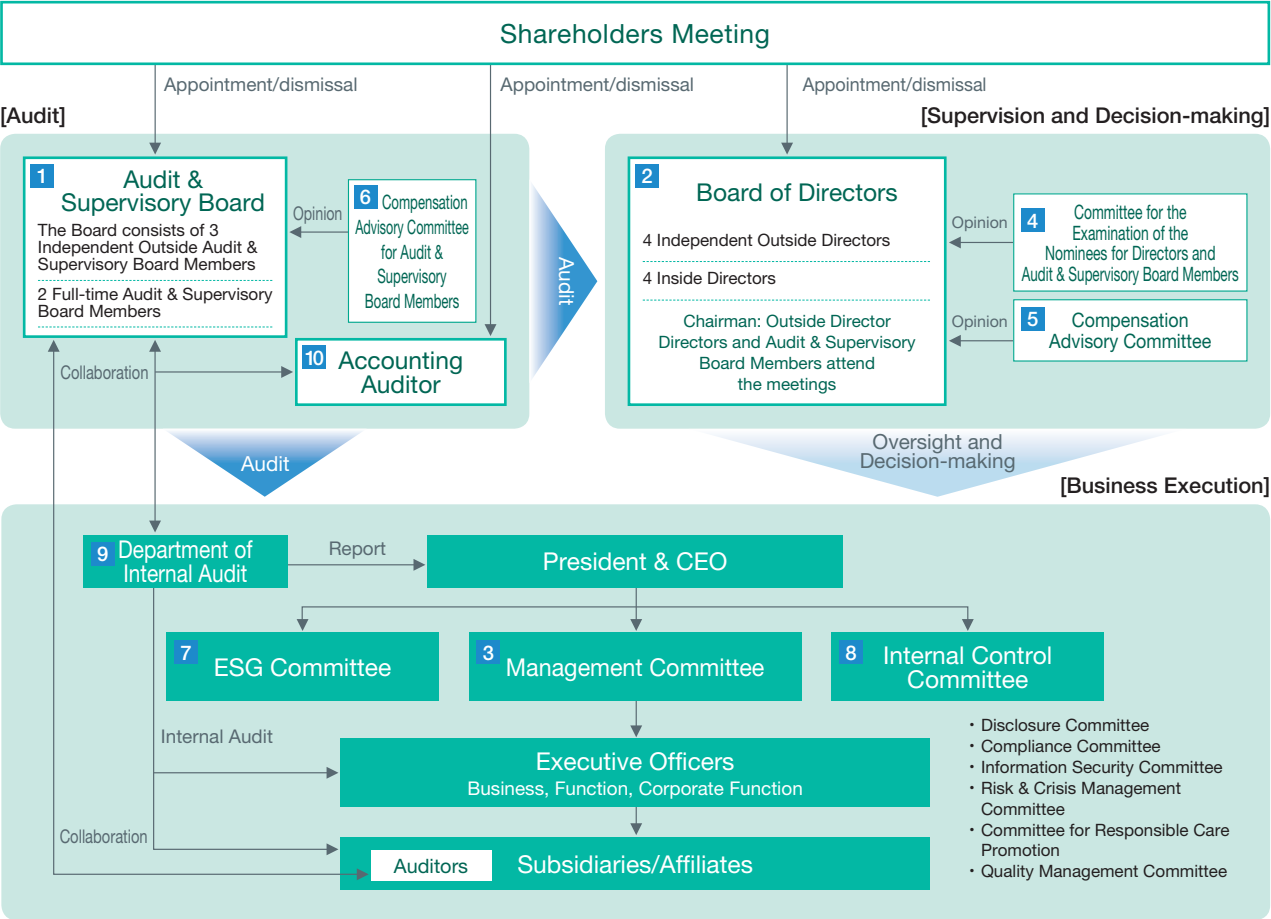 Shareholders Meeting
Appointment/dismissal
Appointment/dismissal
Appointment/dismissal
[Audit]
[Supervision and Decision-making]
1
Audit &
Supervisory Board
The Board consists of 3
Independent Outside Audit &
Supervisory Board Members
2 Full-time Audit & Supervisory
Board Members
Opinion
6
Compensation
Advisory Committee
for Audit &
Supervisory
Board Members
Collaboration
10
Accounting
Auditor
Audit
2
Board of Directors
4 Independent Outside Directors
4 Inside Directors
Chairman: Outside Director
Directors and Audit & Supervisory
Board Members attend
the meetings
Opinion
4
Committee for the
Examination of the
Nominees for Directors and
Audit & Supervisory Board Members
Opinion
5
Compensation
Advisory Committee
Audit
Oversight and
Decision-making
[Business Execution]
9
Department of
Internal Audit
Report
President & CEO
7
ESG Committee
3
Management Committee
8
Internal Control
Committee
Internal Audit
Executive Officers
Business, Function, Corporate Function
Collaboration
Auditors
Subsidiaries/Affiliates
・Disclosure Committee
・Compliance Committee
・Information Security Committee
・Risk & Crisis Management
Committee
・Committee for Responsible Care
Promotion
・Quality Management Committee